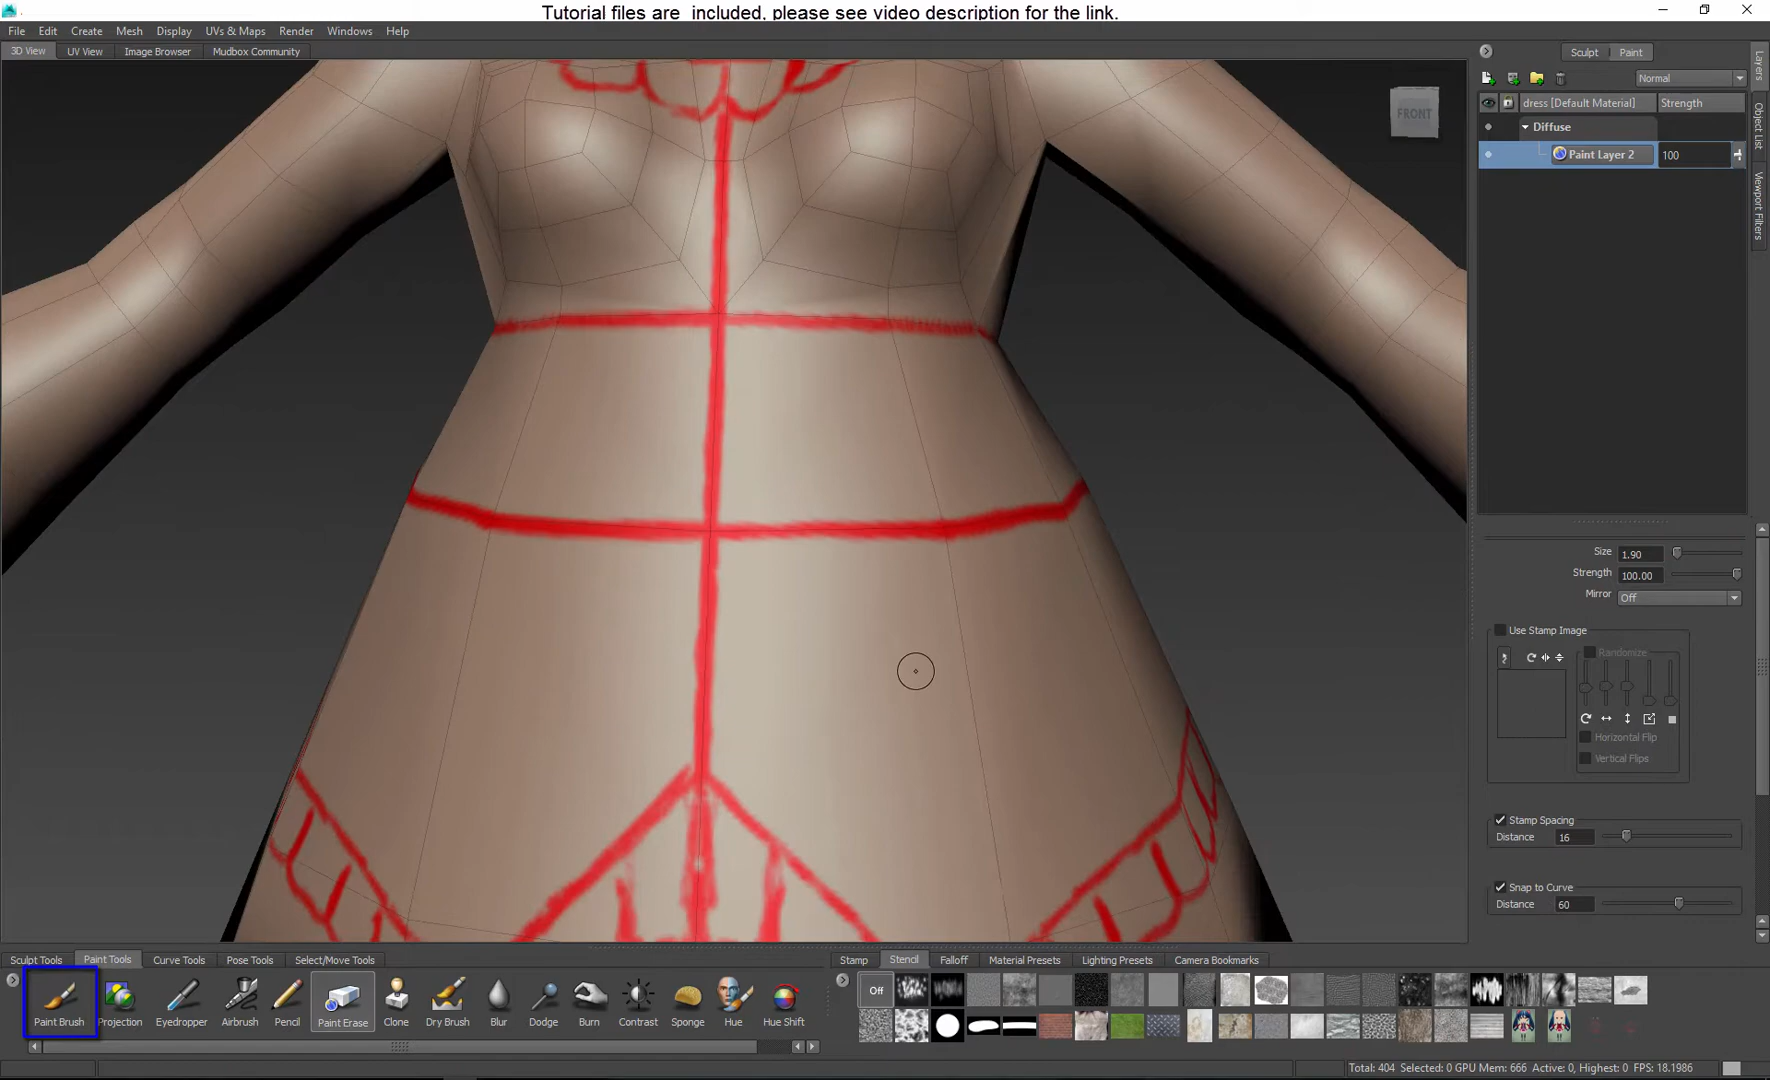 Tutorial files are  included, please see video description for the link.
File Edit Create Mesh Display UVs & Maps Render Windows Help
3D View UV View Image Browser Mudbox Community
Sculpt Paint
Normal
dress [Default Material] Strength
Diffuse
Paint Layer 2 100
Layers
Object List
Viewport Filters
FRONT
Size 1.90
Strength 100.00
Mirror Off
Use Stamp Image
Randomize
Horizontal Flip
Vertical Flips
Stamp Spacing
Distance 16
Snap to Curve
Distance 60
Sculpt Tools Paint Tools Curve Tools Pose Tools Select/Move Tools
Stamp Stencil Falloff Material Presets Lighting Presets Camera Bookmarks
Off
Paint Brush Projection Eyedropper Airbrush Pencil Paint Erase Clone Dry Brush Blur Dodge Burn Contrast Sponge Hue Hue Shift
Total: 404 Selected: 0 GPU Mem: 666 Active: 0, Highest: 0 FPS: 18.1986